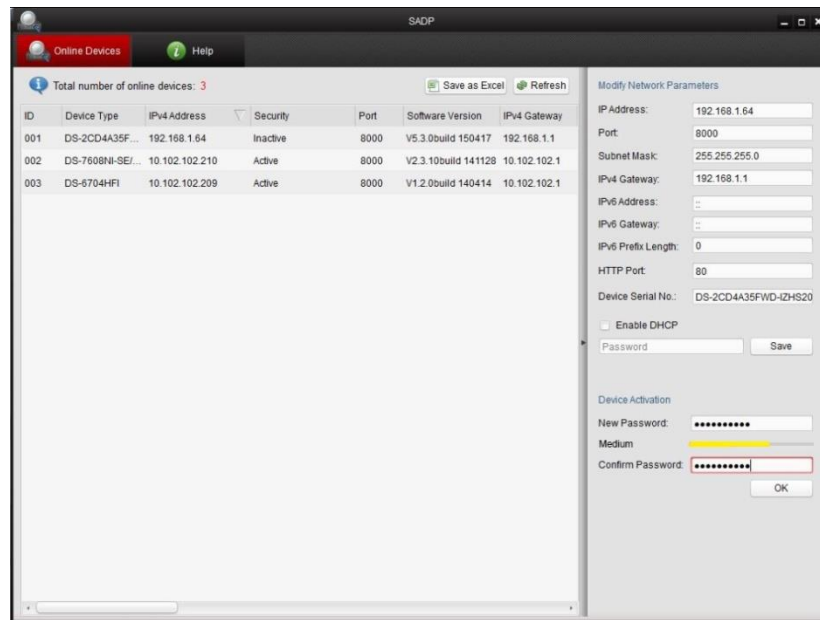 SADP
Online Devices
Help
Total number of online devices: 3
Save as Excel
Refresh
ID Device Type IPv4 Address Security Port Software Version IPv4 Gateway
001 DS-2CD4A35F... 192.168.1.64 Inactive 8000 V5.3.0build 150417 192.168.1.1
002 DS-7608NI-SE/... 10.102.102.210 Active 8000 V2.3.10build 141128 10.102.102.1
003 DS-6704HFI 10.102.102.209 Active 8000 V1.2.0build 140414 10.102.102.1
Modify Network Parameters
IP Address: 192.168.1.64
Port: 8000
Subnet Mask: 255.255.255.0
IPv4 Gateway: 192.168.1.1
IPv6 Address: ::
IPv6 Gateway: ::
IPv6 Prefix Length: 0
HTTP Port: 80
Device Serial No.: DS-2CD4A35FWD-IZHS20
Enable DHCP
Password Save
Device Activation
New Password: ●●●●●●●●●●
Medium
Confirm Password: ●●●●●●●●●●
OK